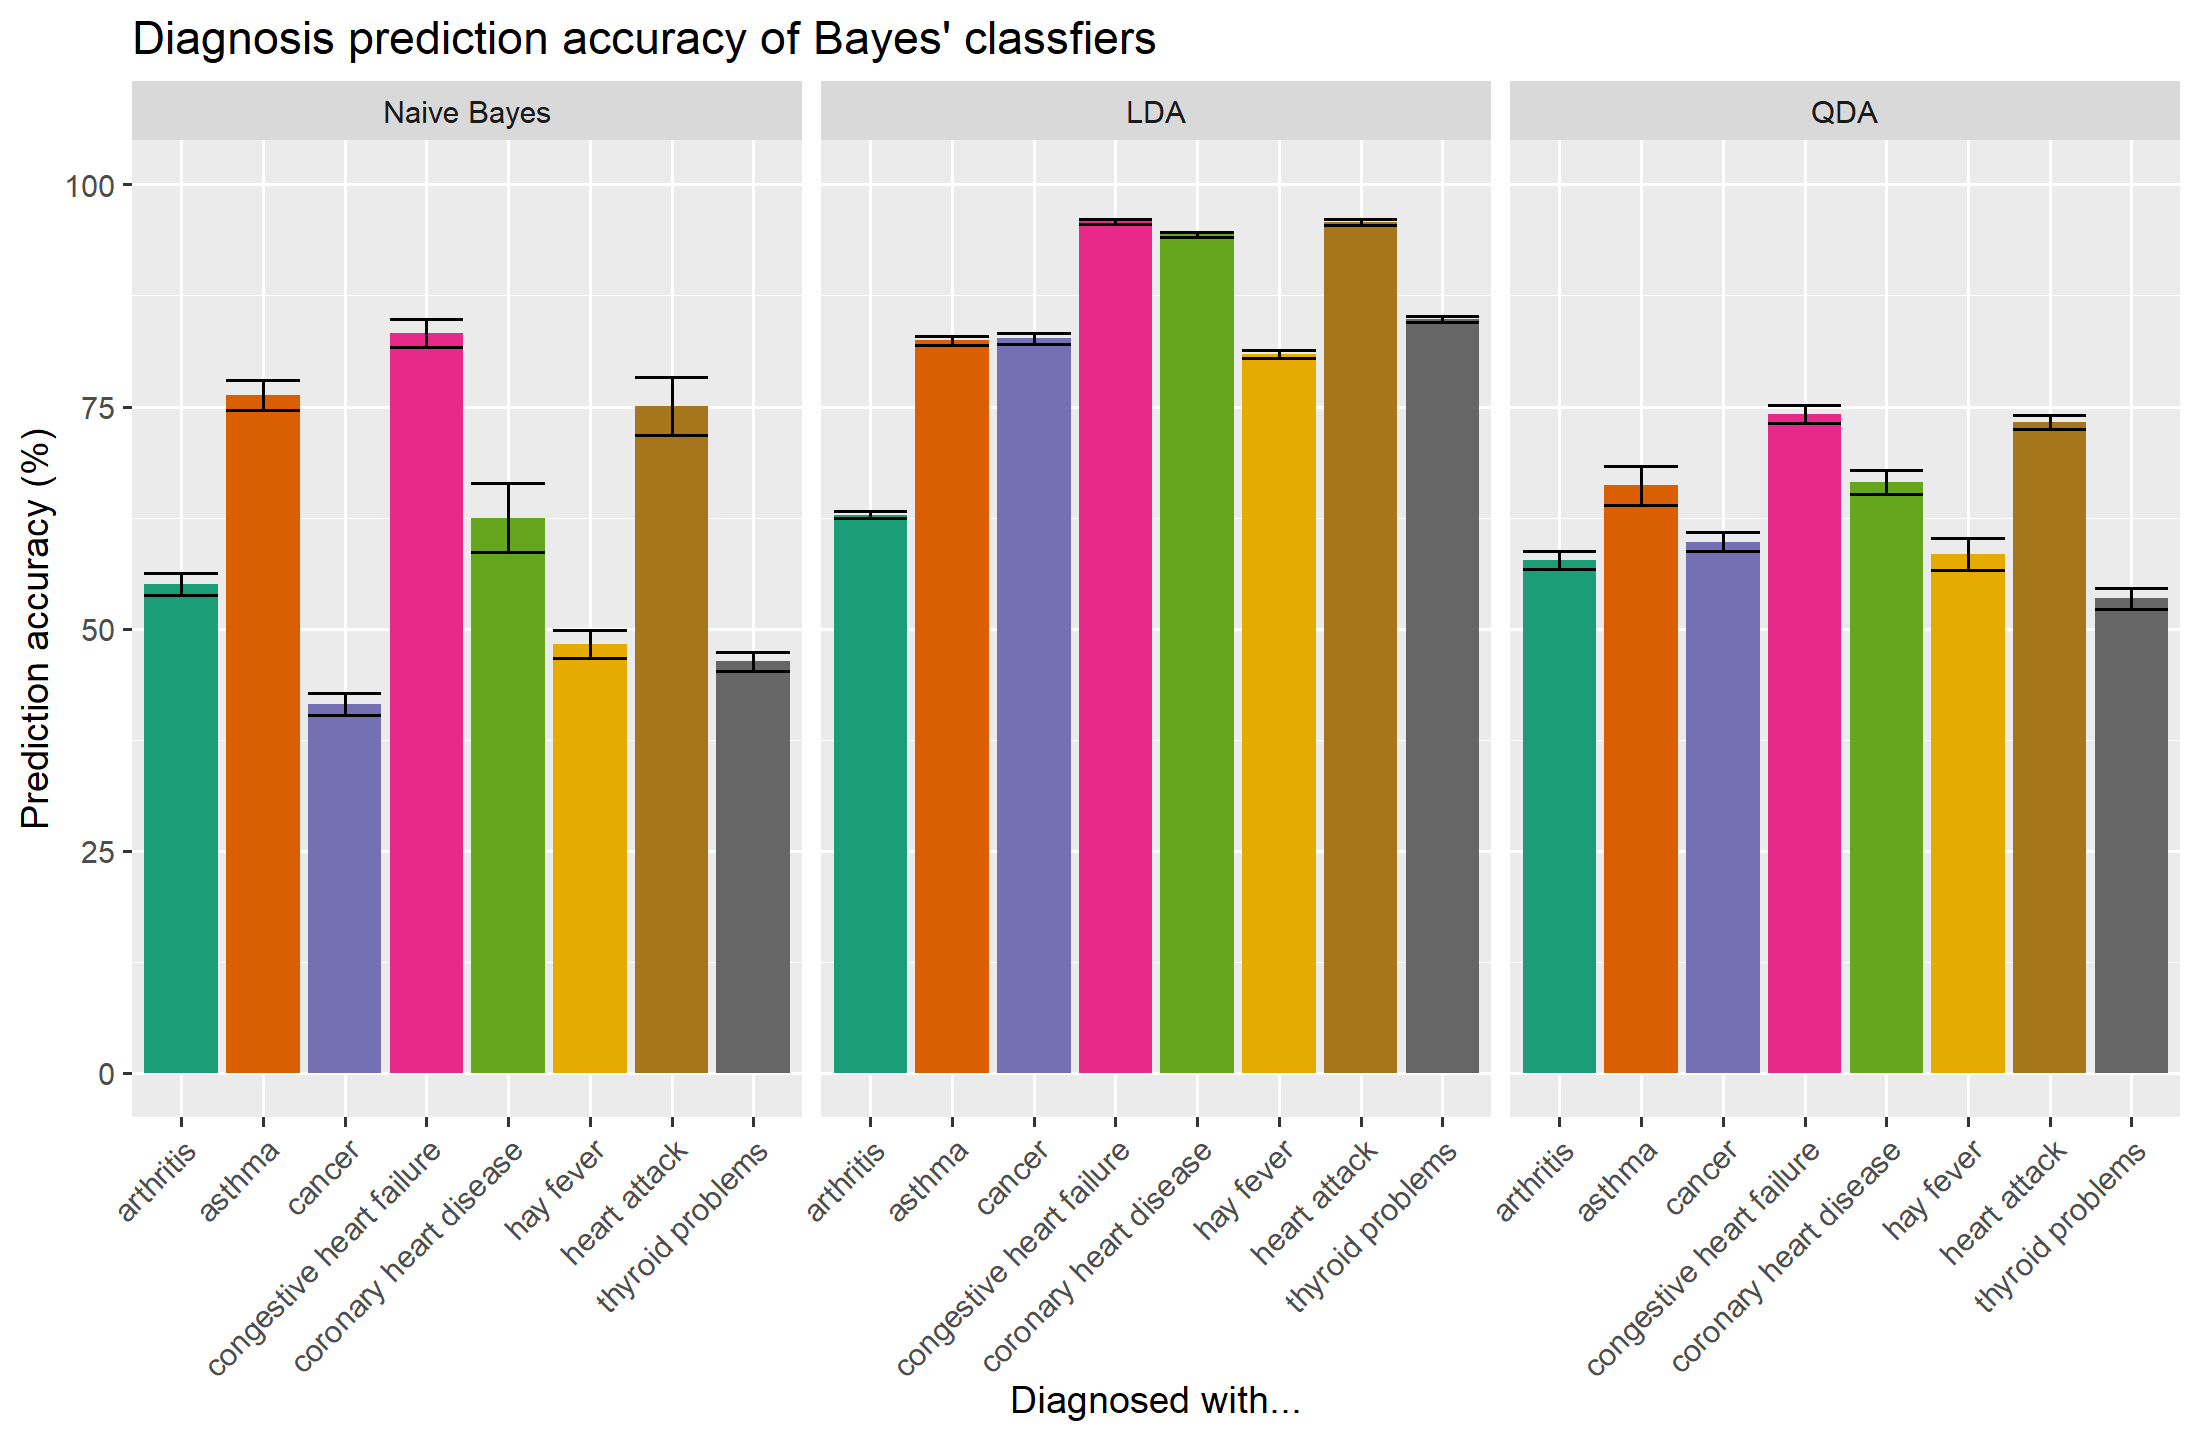 Diagnosis prediction accuracy of Bayes' classfiers
Naive Bayes
LDA
QDA
Prediction accuracy (%)
100
75
50
25
0
arthritis
asthma
cancer
congestive heart failure
coronary heart disease
hay fever
heart attack
thyroid problems
arthritis
asthma
cancer
congestive heart failure
coronary heart disease
hay fever
heart attack
thyroid problems
arthritis
asthma
cancer
congestive heart failure
coronary heart disease
hay fever
heart attack
thyroid problems
Diagnosed with...